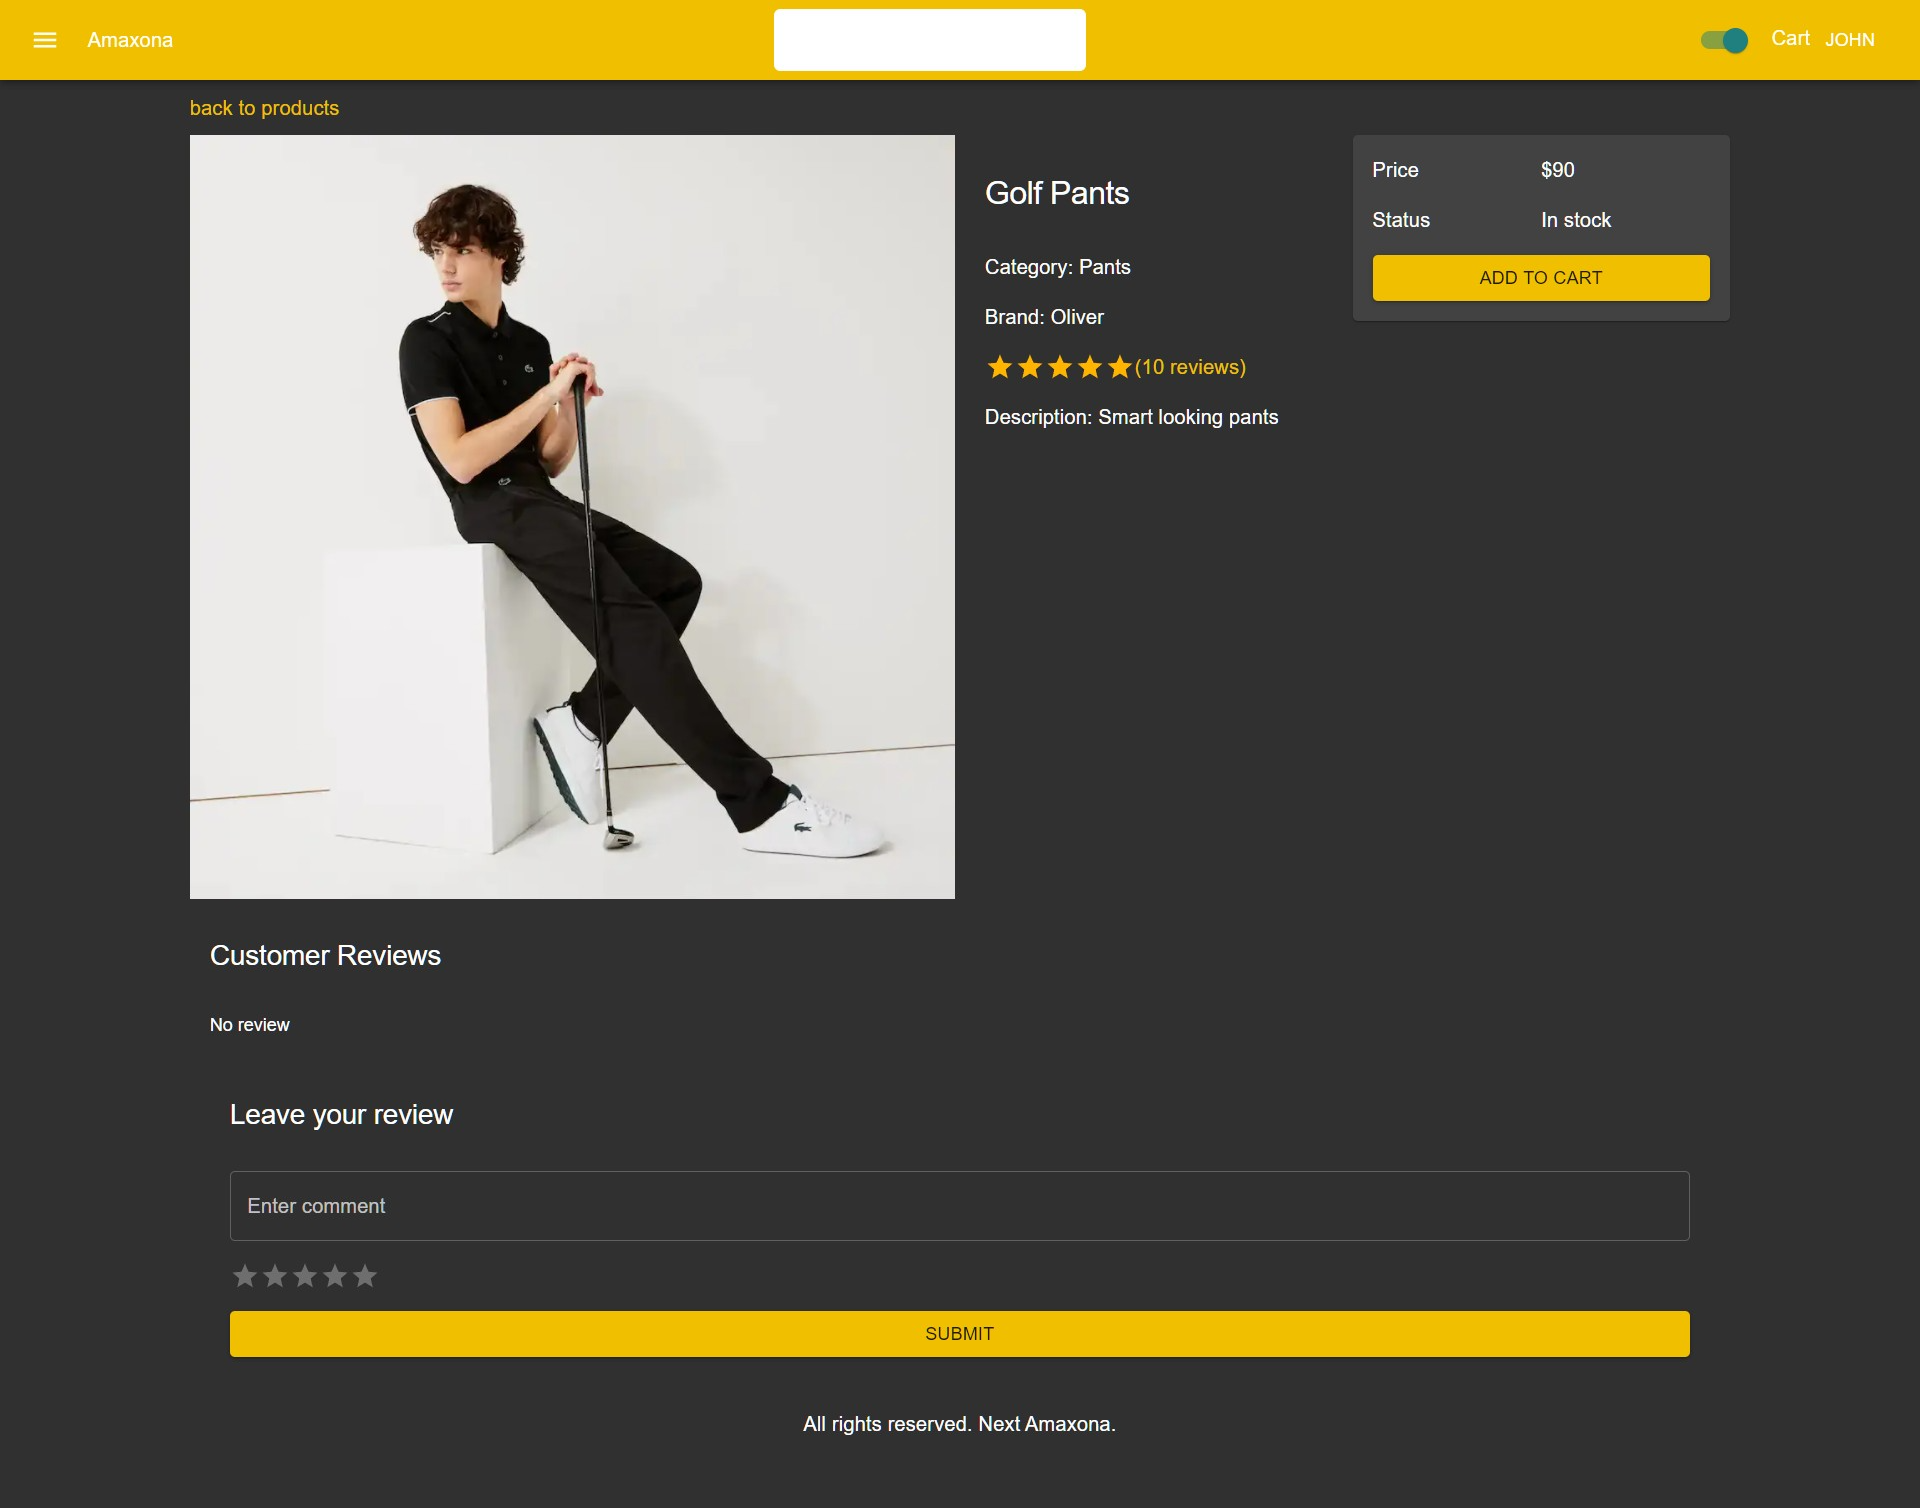 Amaxona
Cart
JOHN
back to products
Golf Pants
Category: Pants
Brand: Oliver
(10 reviews)
Description: Smart looking pants
Price
$90
Status
In stock
ADD TO CART
Customer Reviews
No review
Leave your review
Enter comment
SUBMIT
All rights reserved. Next Amaxona.